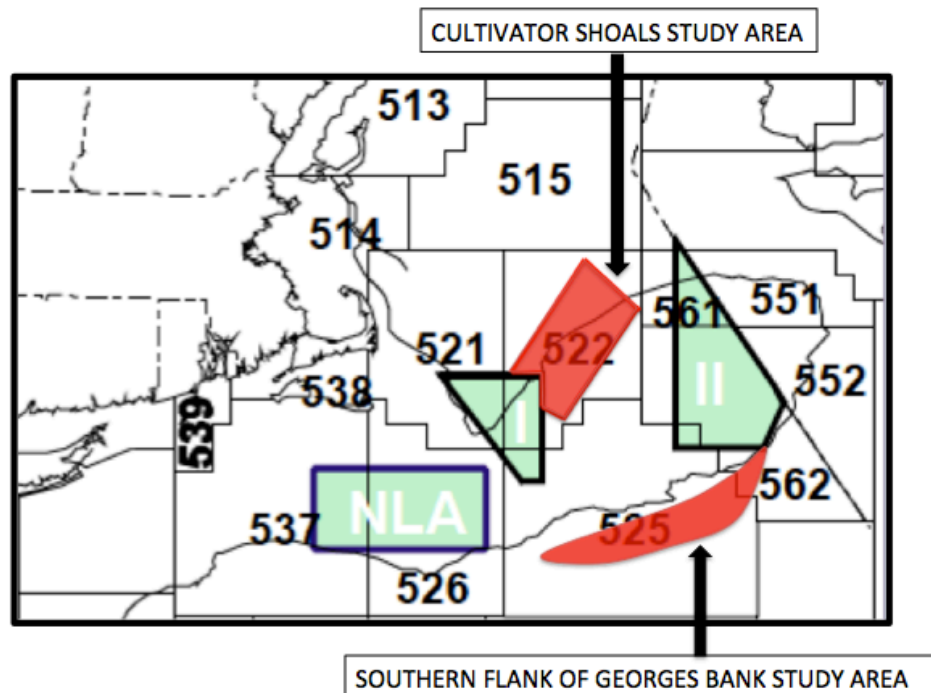 CULTIVATOR SHOALS STUDY AREA
513
515
514
561
551
521
522
552
538
I
II
539
562
NLA
537
525
526
SOUTHERN FLANK OF GEORGES BANK STUDY AREA